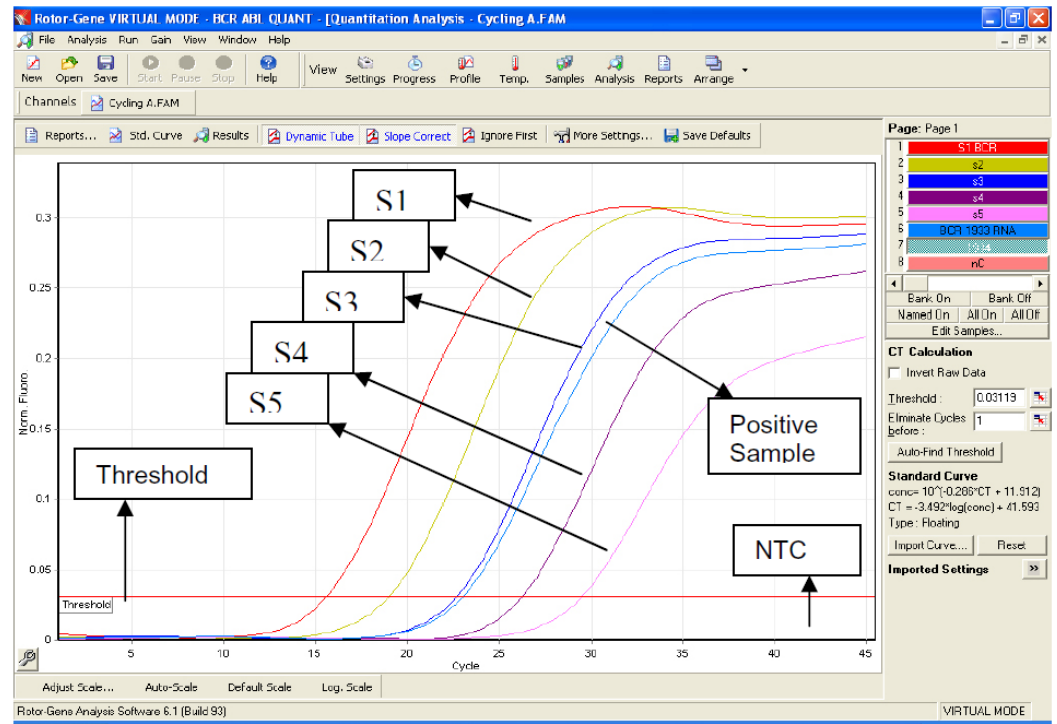 Rotor-Gene VIRTUAL MODE - BCR ABL QUANT - [Quantitation Analysis - Cycling A.FAM
File Analysis Run Gain View Window Help
New Open Save Start Pause Stop Help View Settings Progress Profile Temp. Samples Analysis Reports Arrange
Channels Cycling A.FAM
Reports... Std. Curve Results Dynamic Tube Slope Correct Ignore First More Settings... Save Defaults
Page: Page 1
1 S1 BCR
2 s2
3 s3
4 s4
5 s5
6 BCR 1933 RNA
7 1934
8 nC
Bank On Bank Off
Named On All On All Off
Edit Samples...
CT Calculation
Invert Raw Data
Threshold : 0.03119
Eliminate Cycles before : 1
Auto-Find Threshold
Standard Curve
conc= 10^(-0.286*CT + 11.912)
CT = -3.492*log(conc) + 41.593
Type : Floating
Import Curve.... Reset
Imported Settings >>
S1
S2
S3
S4
S5
Threshold
Positive
Sample
NTC
Norm. Fluoro
0.3
0.25
0.2
0.15
0.1
0.05
0
Threshold
5 10 15 20 25 30 35 40 45
Cycle
Adjust Scale... Auto-Scale Default Scale Log. Scale
Rotor-Gene Analysis Software 6.1 (Build 93) VIRTUAL MODE